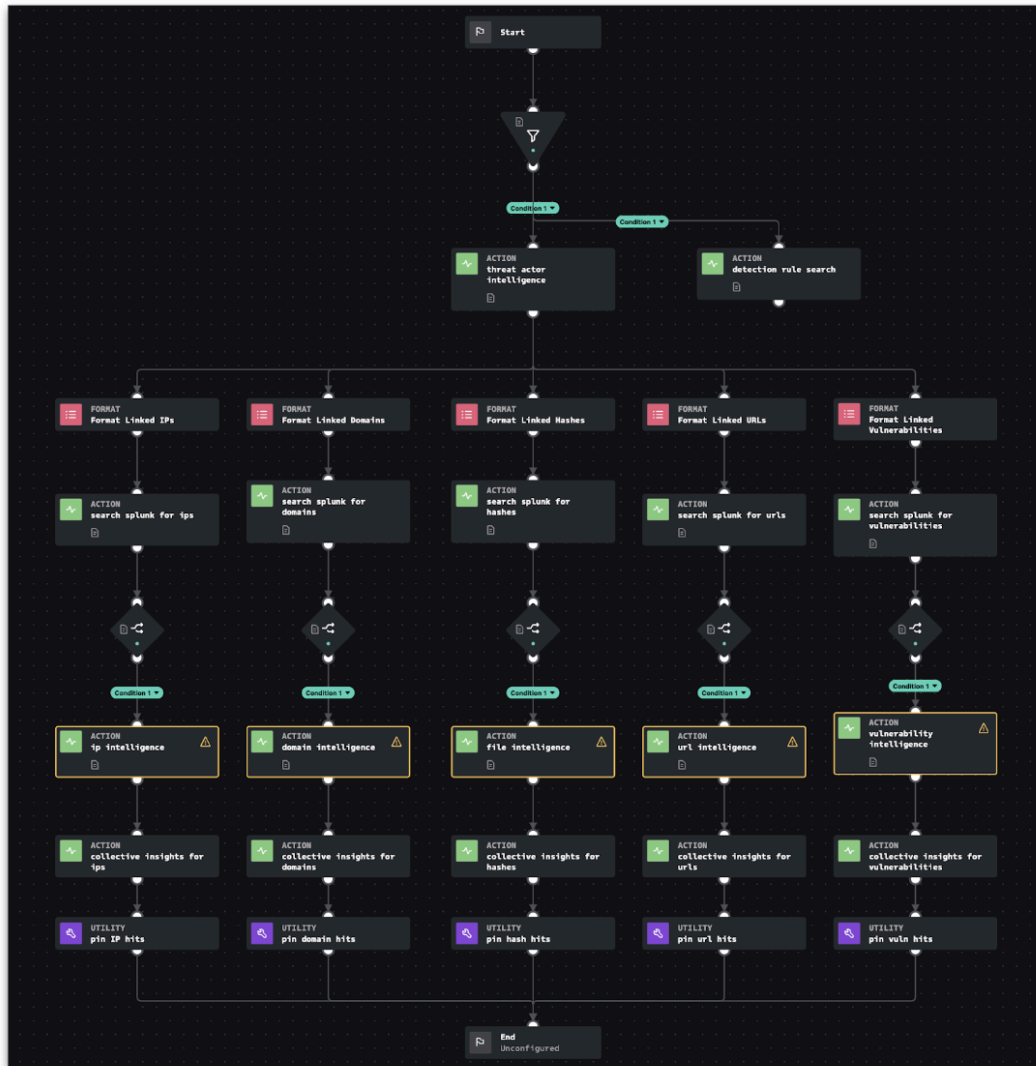 Start
Condition 1
Condition 1
ACTION
threat actor
intelligence
ACTION
detection rule search
FORMAT
Format Linked IPs
FORMAT
Format Linked Domains
FORMAT
Format Linked Hashes
FORMAT
Format Linked URLs
FORMAT
Format Linked
Vulnerabilities
ACTION
search splunk for ips
ACTION
search splunk for
domains
ACTION
search splunk for
hashes
ACTION
search splunk for urls
ACTION
search splunk for
vulnerabilities
Condition 1
Condition 1
Condition 1
Condition 1
Condition 1
ACTION
ip intelligence
ACTION
domain intelligence
ACTION
file intelligence
ACTION
url intelligence
ACTION
vulnerability
intelligence
ACTION
collective insights for
ips
ACTION
collective insights for
domains
ACTION
collective insights for
hashes
ACTION
collective insights for
urls
ACTION
collective insights for
vulnerabilities
UTILITY
pin IP hits
UTILITY
pin domain hits
UTILITY
pin hash hits
UTILITY
pin url hits
UTILITY
pin vuln hits
End
Unconfigured